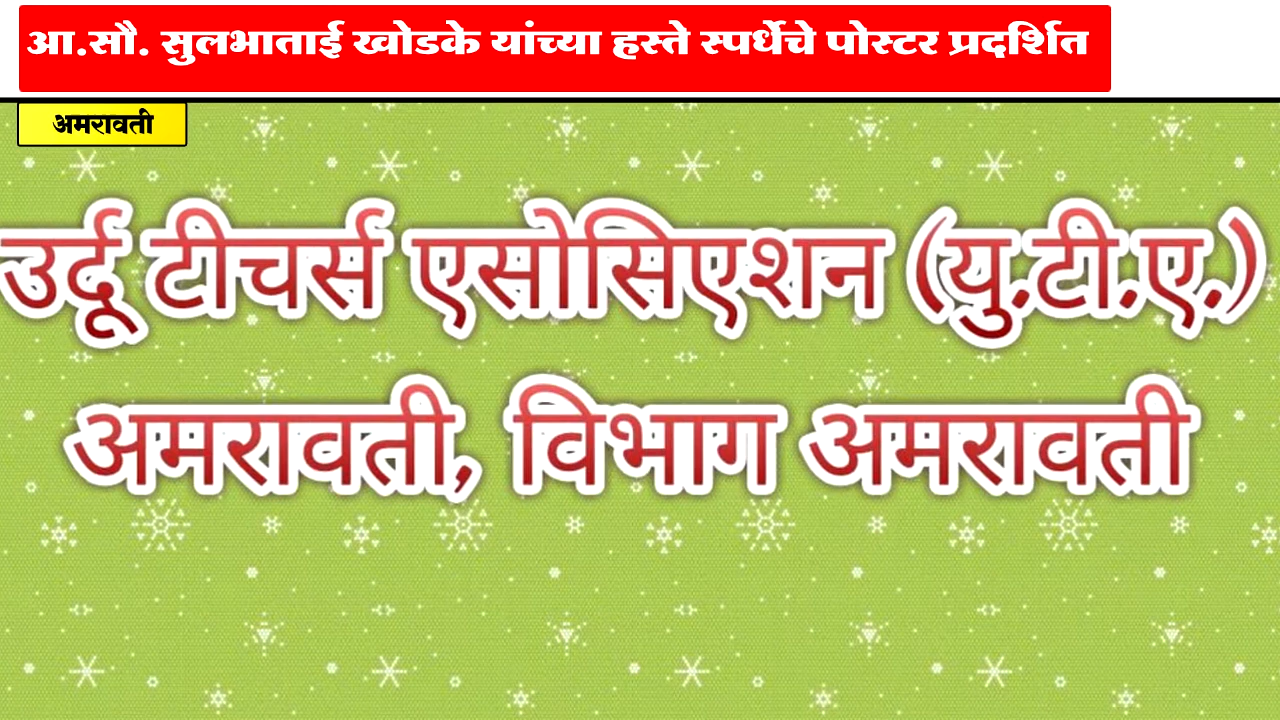 आ.सौ. सुलभाताई खोडके यांच्या हस्ते स्पर्धेचे पोस्टर प्रदर्शित
अमरावती
उर्दू टीचर्स एसोसिएशन (यु.टी.ए.)
अमरावती, विभाग अमरावती